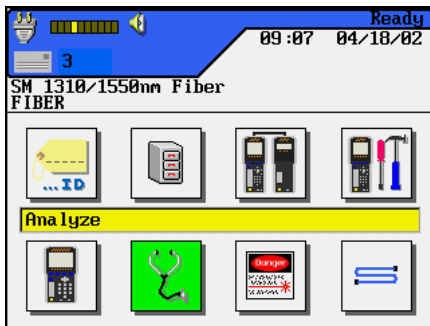 Ready
09:07 04/18/02
3
SM 1310/1550nm Fiber
FIBER
...ID
Analyze
Danger